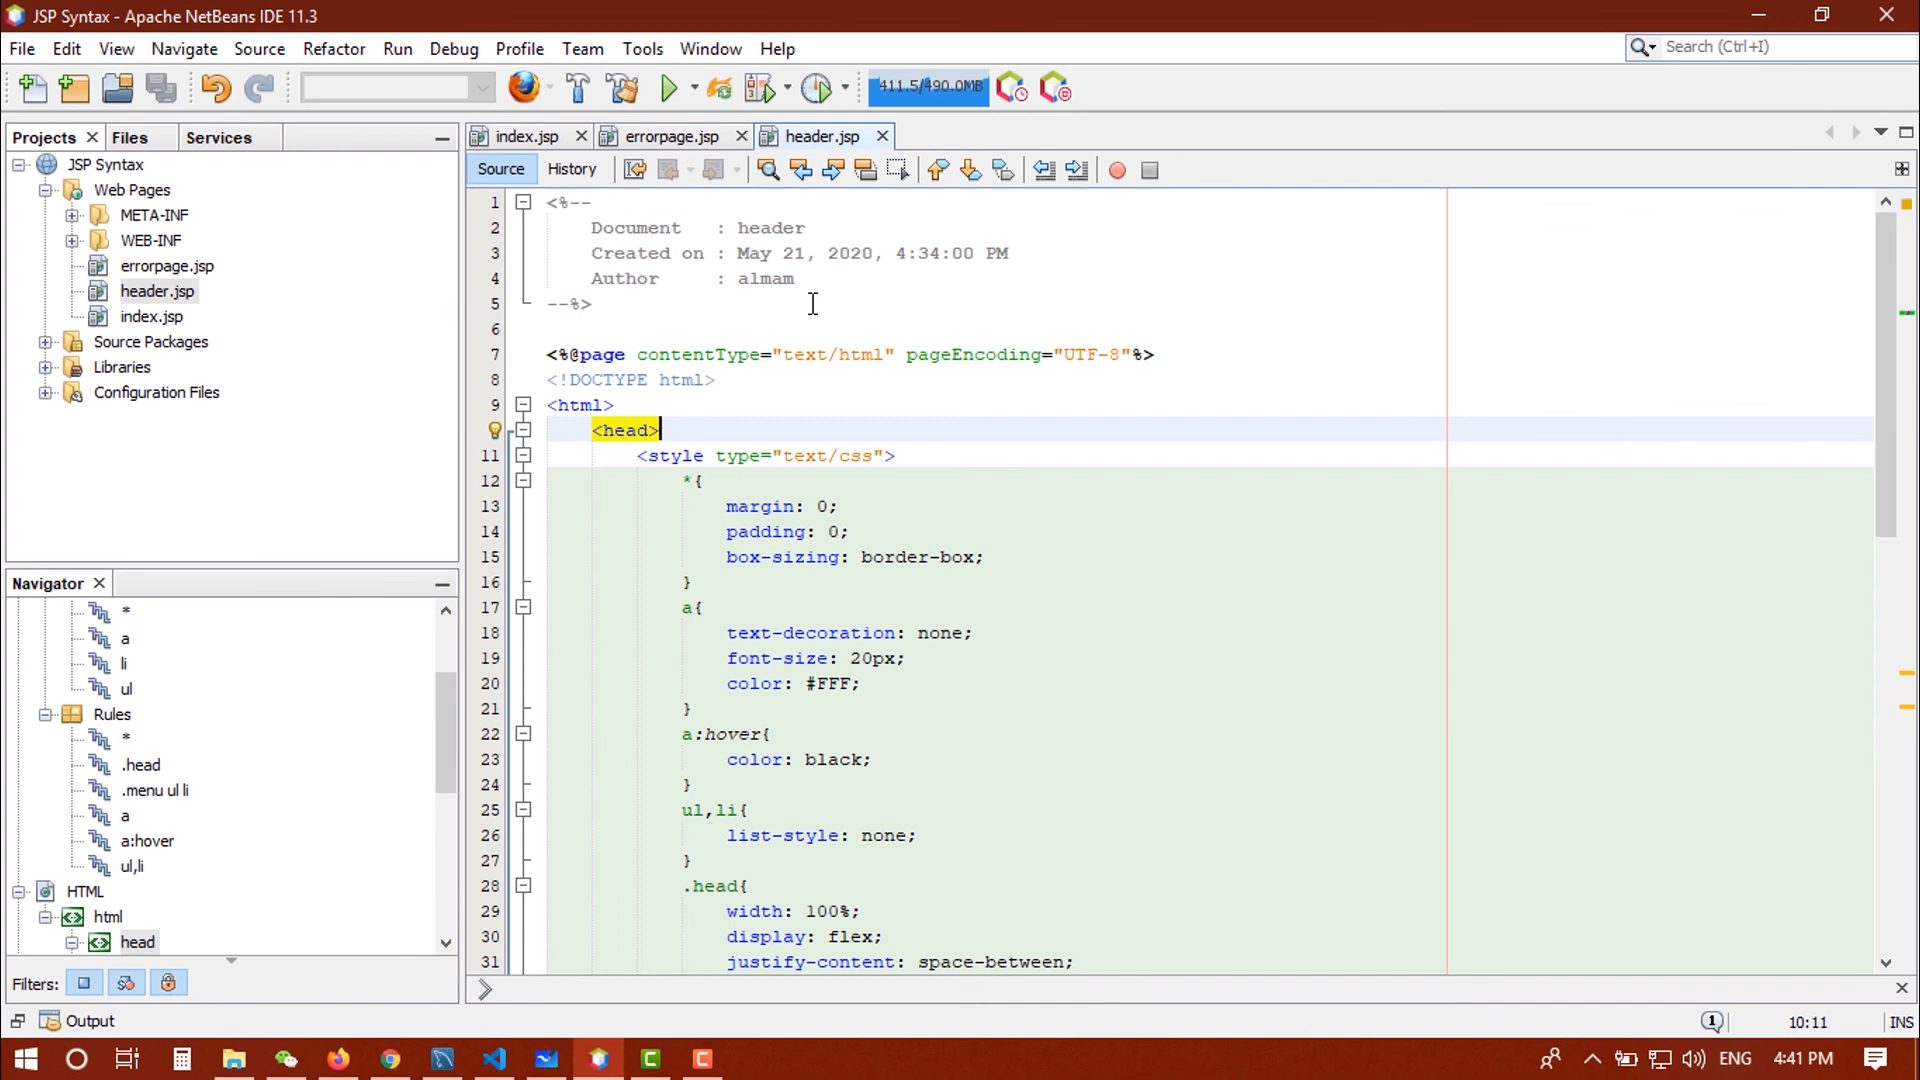 JSP Syntax - Apache NetBeans IDE 11.3
File Edit View Navigate Source Refactor Run Debug Profile Team Tools Window Help
Search (Ctrl+I)
411.5/490.0MB
Projects Files Services
JSP Syntax
Web Pages
META-INF
WEB-INF
errorpage.jsp
header.jsp
index.jsp
Source Packages
Libraries
Configuration Files
Navigator
*
a
li
ul
Rules
*
.head
.menu ul li
a
a:hover
ul,li
HTML
html
head
Filters:
index.jsp errorpage.jsp header.jsp
Source History
1 <%--
2 Document : header
3 Created on : May 21, 2020, 4:34:00 PM
4 Author : almam
5 --%>
6
7 <%@page contentType="text/html" pageEncoding="UTF-8"%>
8 <!DOCTYPE html>
9 <html>
<head>
11 <style type="text/css">
12 *{
13 margin: 0;
14 padding: 0;
15 box-sizing: border-box;
16 }
17 a{
18 text-decoration: none;
19 font-size: 20px;
20 color: #FFF;
21 }
22 a:hover{
23 color: black;
24 }
25 ul,li{
26 list-style: none;
27 }
28 .head{
29 width: 100%;
30 display: flex;
31 justify-content: space-between;
Output
1
10:11 INS
ENG 4:41 PM